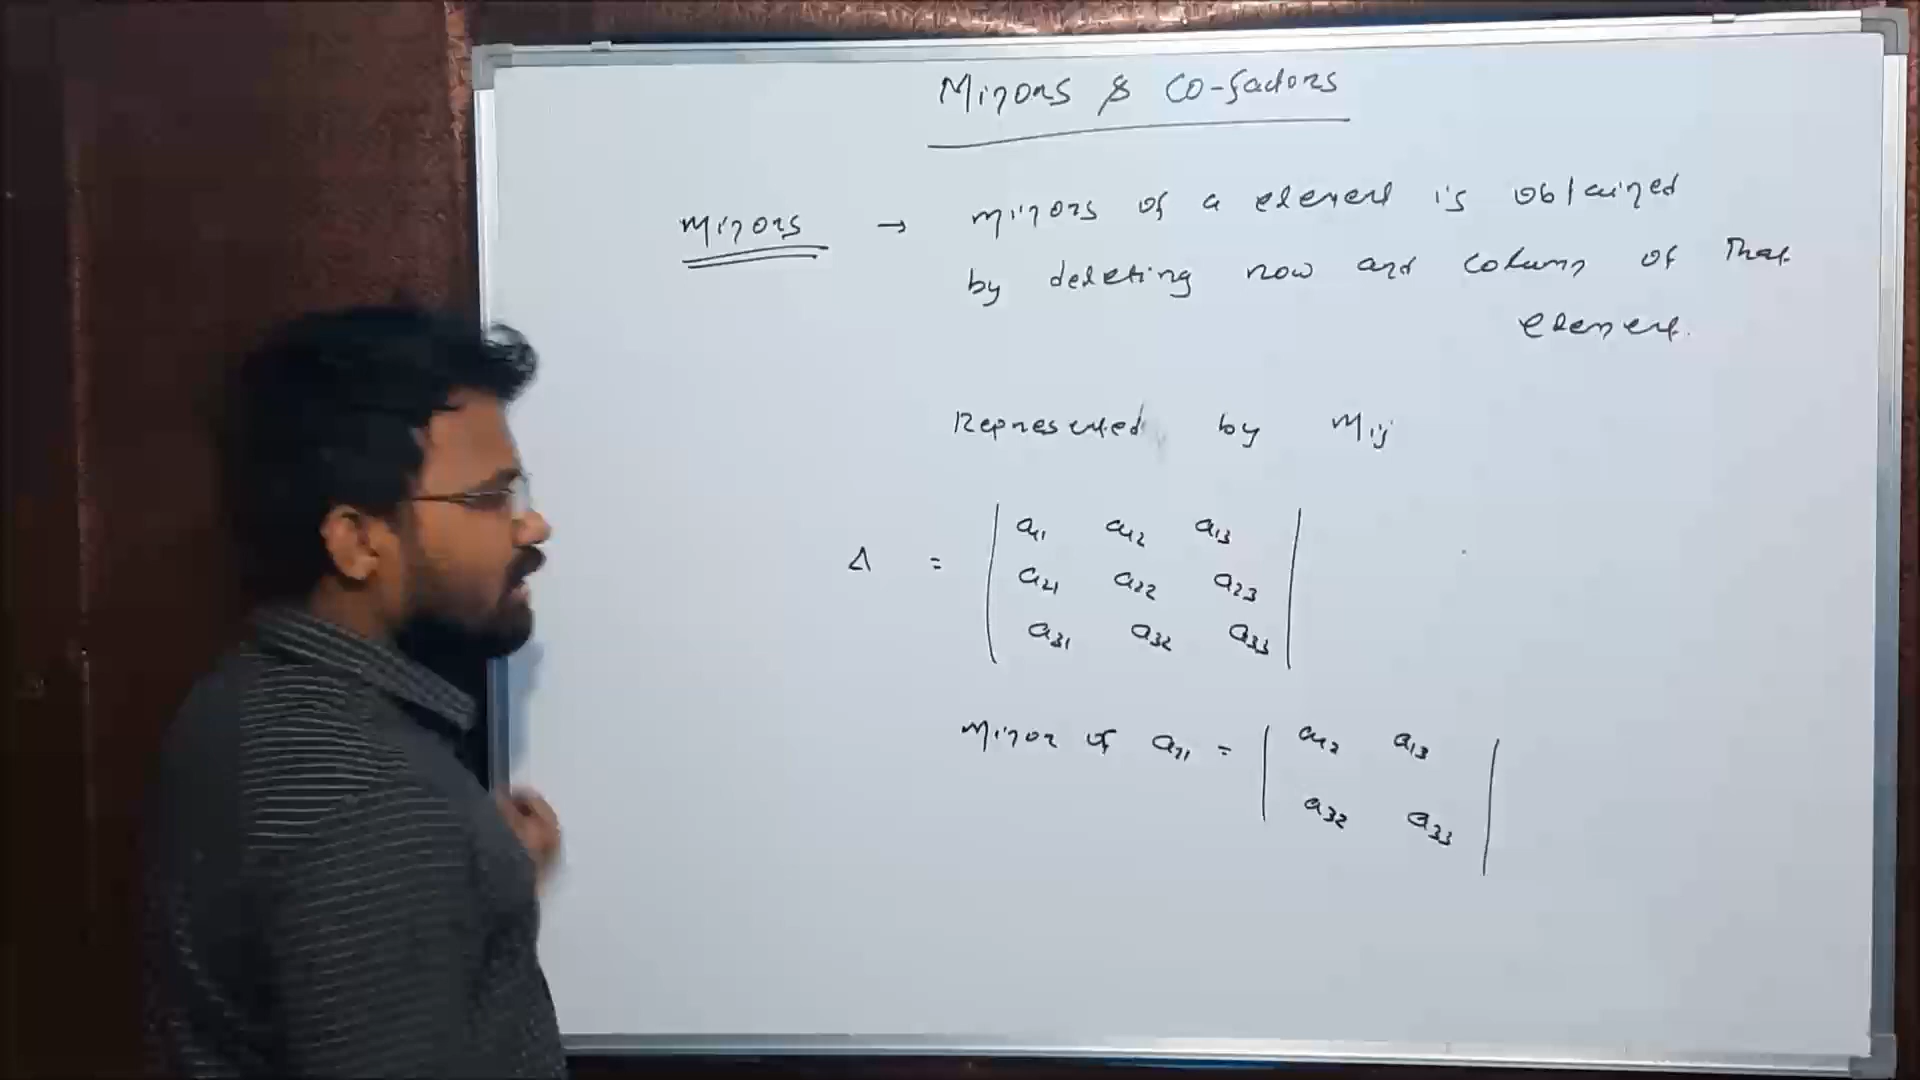 Minors & Co-factors
Minors → minors of a element is obtained
by deleting row and column of that
element.
Represented by Mij
Δ = | a11 a12 a13 |
| a21 a22 a23 |
| a31 a32 a33 |
Minor of a21 = | a12 a13 |
| a32 a33 |